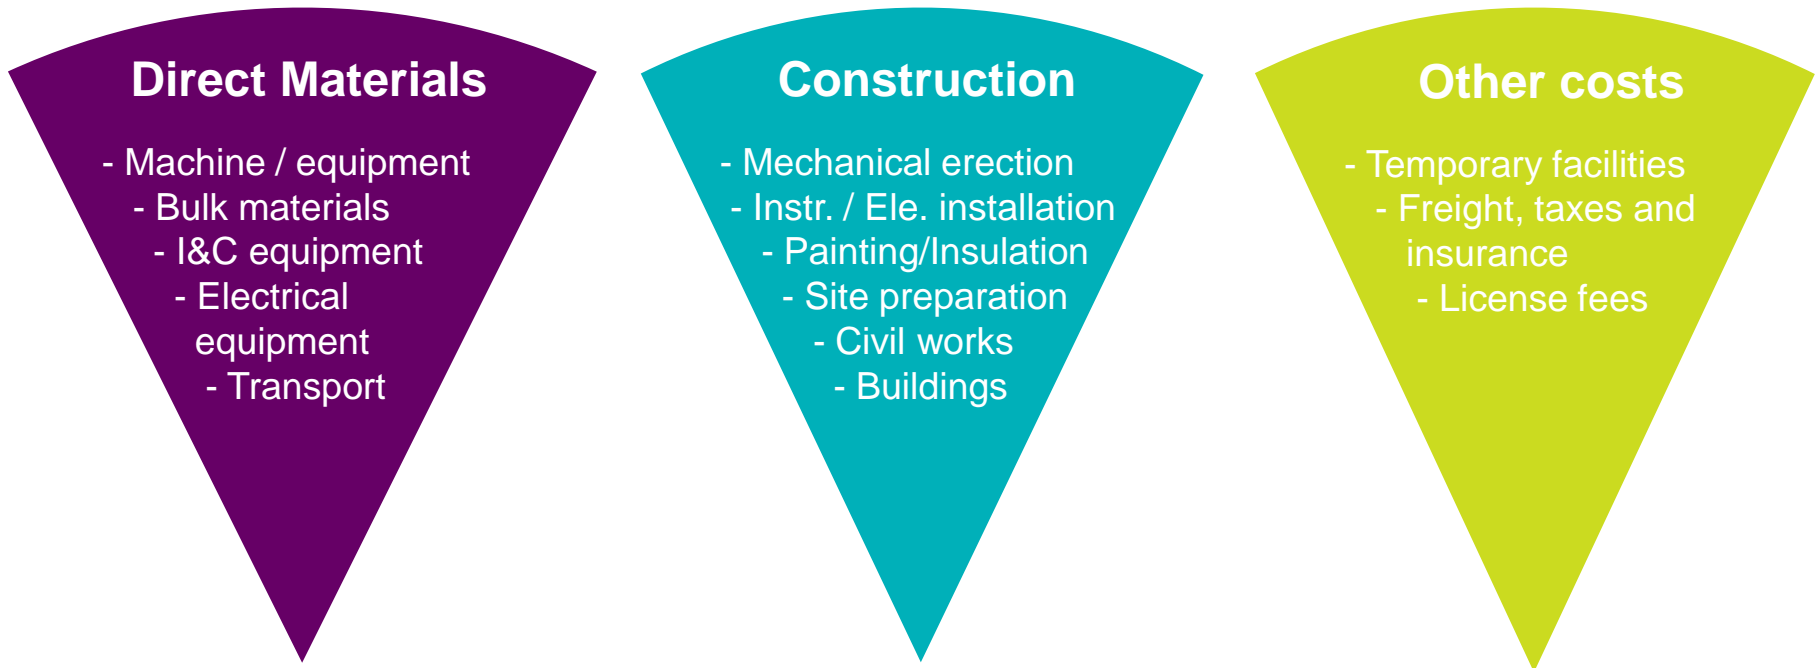 Direct Materials
- Machine / equipment
- Bulk materials
- I&C equipment
- Electrical
equipment
- Transport
Construction
- Mechanical erection
- Instr. / Ele. installation
- Painting/Insulation
- Site preparation
- Civil works
- Buildings
Other costs
- Temporary facilities
- Freight, taxes and
insurance
- License fees